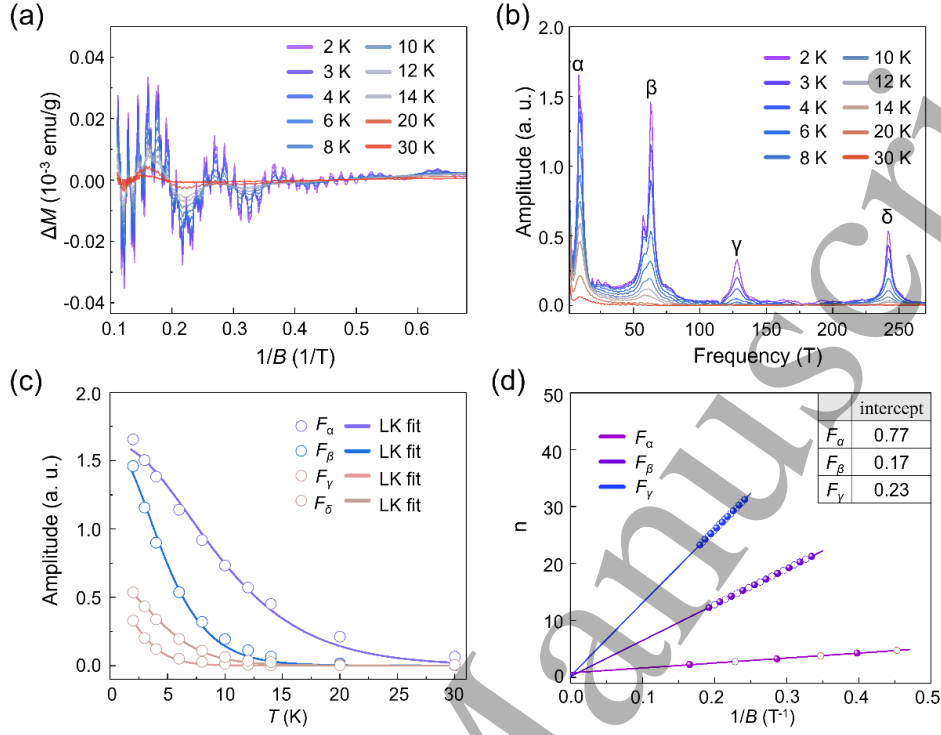 (a)
0.04
0.02
0.00
-0.02
-0.04
ΔM (10⁻³ emu/g)
2 K 10 K
3 K 12 K
4 K 14 K
6 K 20 K
8 K 30 K
0.1 0.2 0.3 0.4 0.5 0.6
1/B (1/T)
(b)
2.0
1.5
1.0
0.5
0.0
Amplitude (a. u.)
α
β
γ
δ
2 K 10 K
3 K 12 K
4 K 14 K
6 K 20 K
8 K 30 K
50 100 150 200 250
Frequency (T)
(c)
2.0
1.5
1.0
0.5
0.0
Amplitude (a. u.)
Fα LK fit
Fβ LK fit
Fγ LK fit
Fδ LK fit
0 5 10 15 20 25 30
T (K)
(d)
50
40
30
20
10
0
n
Fα
Fβ
Fγ
intercept
Fα 0.77
Fβ 0.17
Fγ 0.23
0.0 0.1 0.2 0.3 0.4 0.5
1/B (T⁻¹)
Manuscri